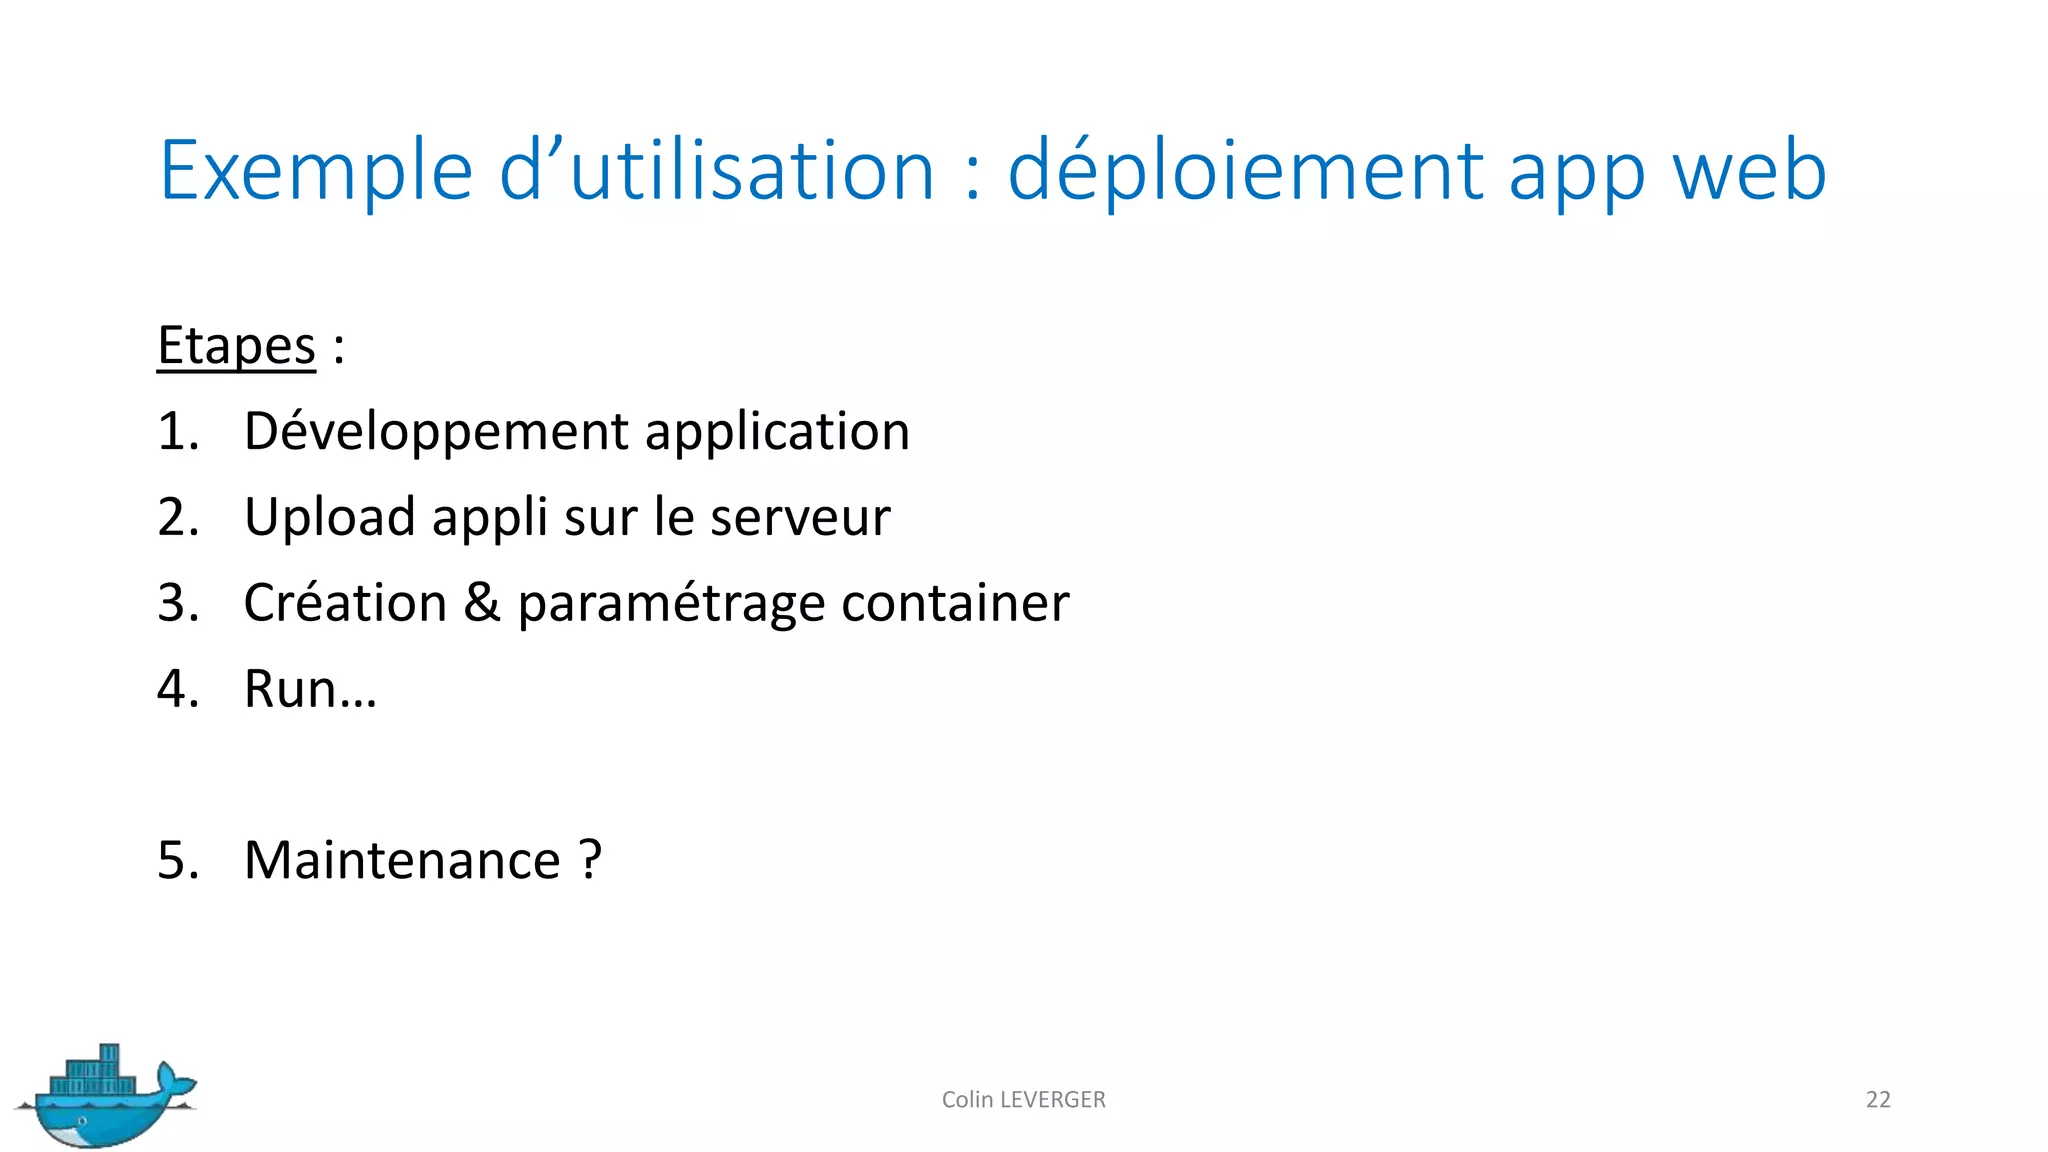 Exemple d’utilisation : déploiement app web
Etapes :
1. Développement application
2. Upload appli sur le serveur
3. Création & paramétrage container
4. Run…
5. Maintenance ?
Colin LEVERGER
22